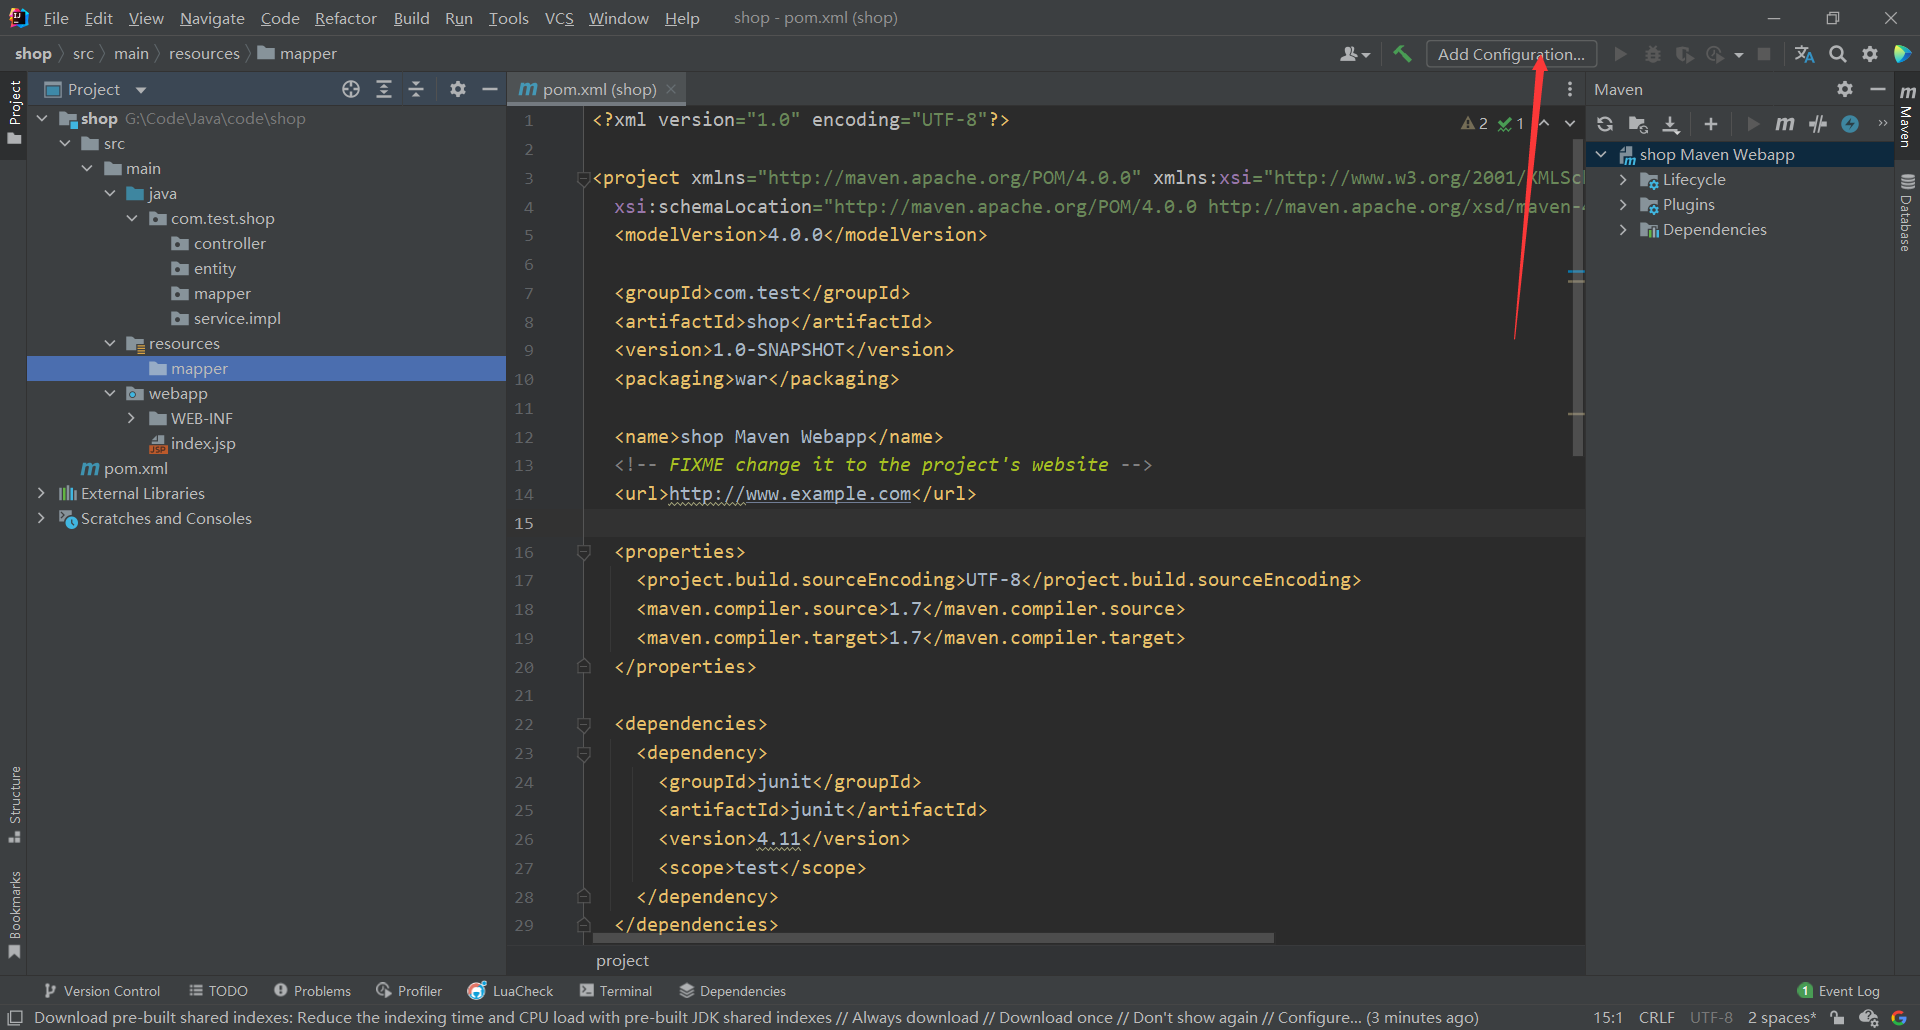 File Edit View Navigate Code Refactor Build Run Tools VCS Window Help shop - pom.xml (shop)
shop src main resources mapper Add Configuration...
Project
Project
pom.xml (shop)
Maven
Maven
Database
shop G:\Code\Java\code\shop
src
main
java
com.test.shop
controller
entity
mapper
service.impl
resources
mapper
webapp
WEB-INF
index.jsp
pom.xml
External Libraries
Scratches and Consoles
2 1
1 <?xml version="1.0" encoding="UTF-8"?>
2
3 <project xmlns="http://maven.apache.org/POM/4.0.0" xmlns:xsi="http://www.w3.org/2001/XMLSc
4 xsi:schemaLocation="http://maven.apache.org/POM/4.0.0 http://maven.apache.org/xsd/maven-4
5 <modelVersion>4.0.0</modelVersion>
6
7 <groupId>com.test</groupId>
8 <artifactId>shop</artifactId>
9 <version>1.0-SNAPSHOT</version>
10 <packaging>war</packaging>
11
12 <name>shop Maven Webapp</name>
13 <!-- FIXME change it to the project's website -->
14 <url>http://www.example.com</url>
15
16 <properties>
17 <project.build.sourceEncoding>UTF-8</project.build.sourceEncoding>
18 <maven.compiler.source>1.7</maven.compiler.source>
19 <maven.compiler.target>1.7</maven.compiler.target>
20 </properties>
21
22 <dependencies>
23 <dependency>
24 <groupId>junit</groupId>
25 <artifactId>junit</artifactId>
26 <version>4.11</version>
27 <scope>test</scope>
28 </dependency>
29 </dependencies>
project
shop Maven Webapp
Lifecycle
Plugins
Dependencies
Structure
Bookmarks
Version Control TODO Problems Profiler LuaCheck Terminal Dependencies 1 Event Log
Download pre-built shared indexes: Reduce the indexing time and CPU load with pre-built JDK shared indexes // Always download // Download once // Don't show again // Configure... (3 minutes ago) 15:1 CRLF UTF-8 2 spaces*